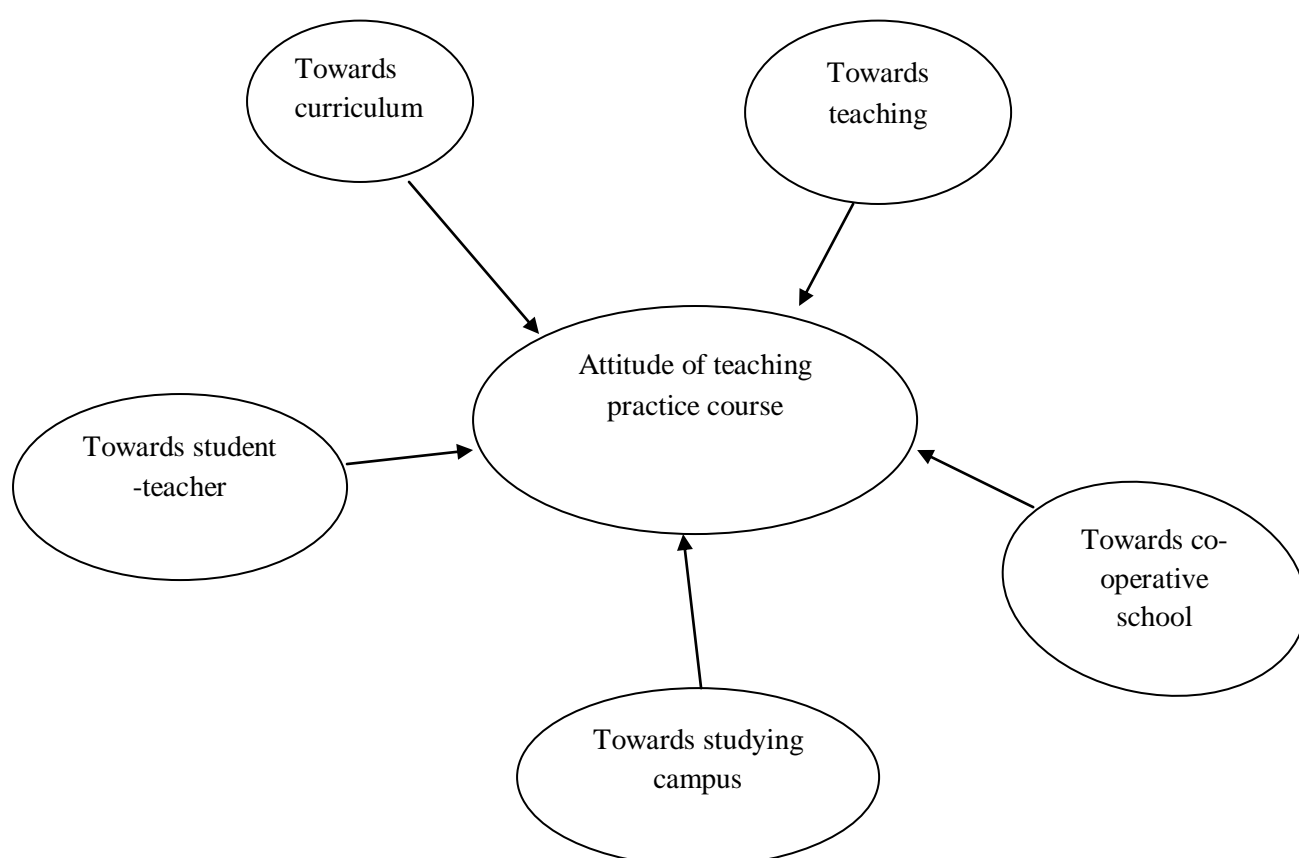 Towards
curriculum
Towards
teaching
Attitude of teaching
practice course
Towards student
-teacher
Towards co-
operative
school
Towards studying
campus